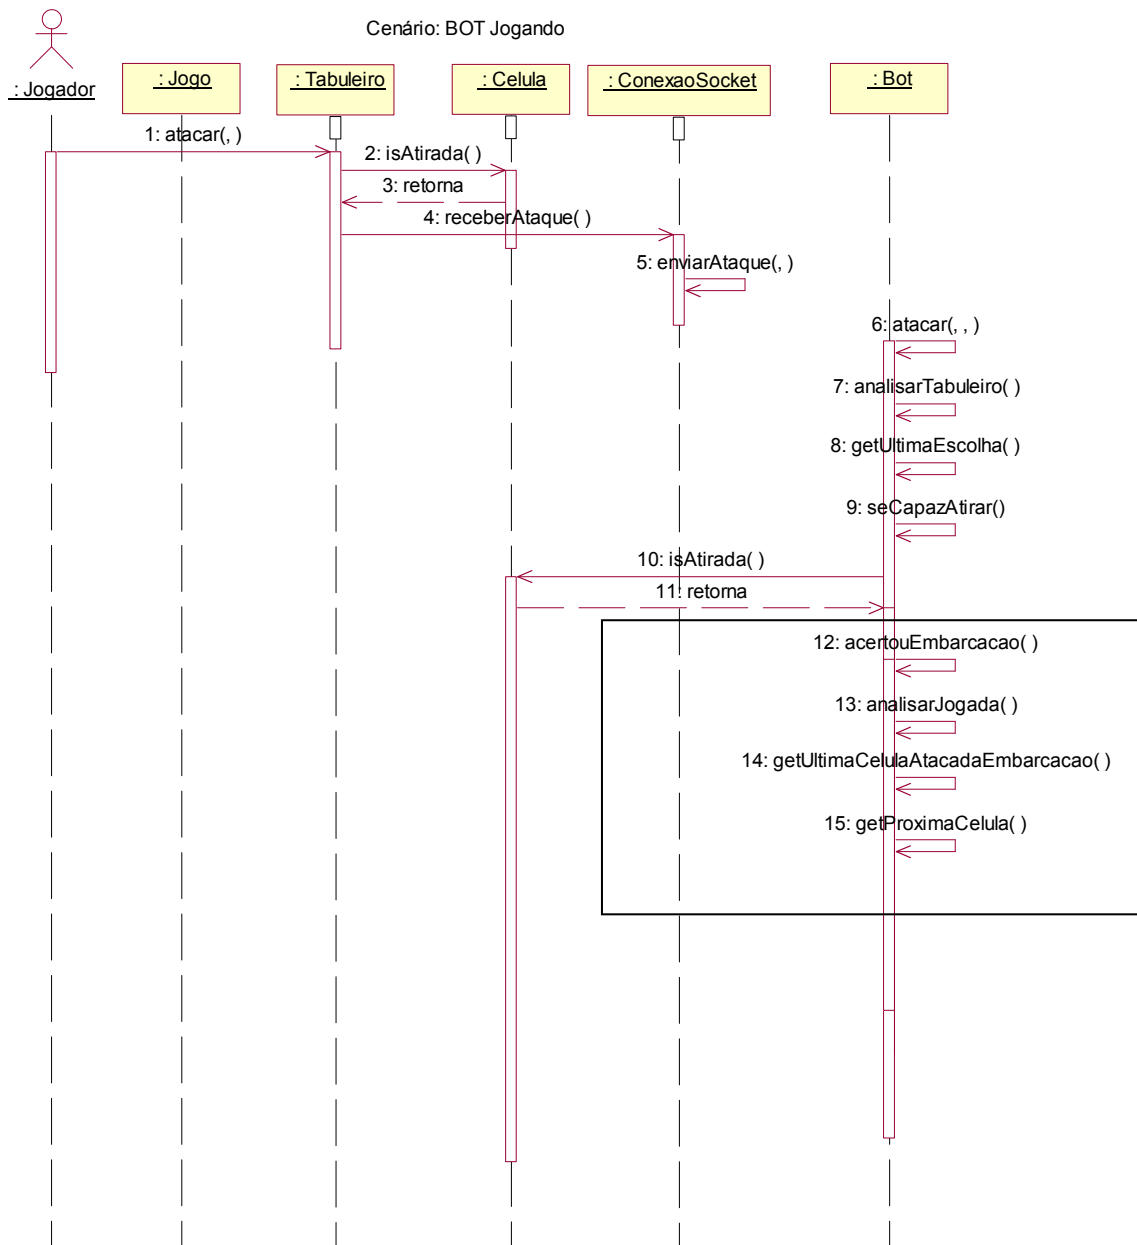 Cenário: BOT Jogando
: Jogador
: Jogo
: Tabuleiro
: Celula
: ConexaoSocket
: Bot
1: atacar(, )
2: isAtirada( )
3: retorna
4: receberAtaque( )
5: enviarAtaque(, )
6: atacar(, , )
7: analisarTabuleiro( )
8: getUltimaEscolha( )
9: seCapazAtirar()
10: isAtirada( )
11: retorna
12: acertouEmbarcacao( )
13: analisarJogada( )
14: getUltimaCelulaAtacadaEmbarcacao( )
15: getProximaCelula( )